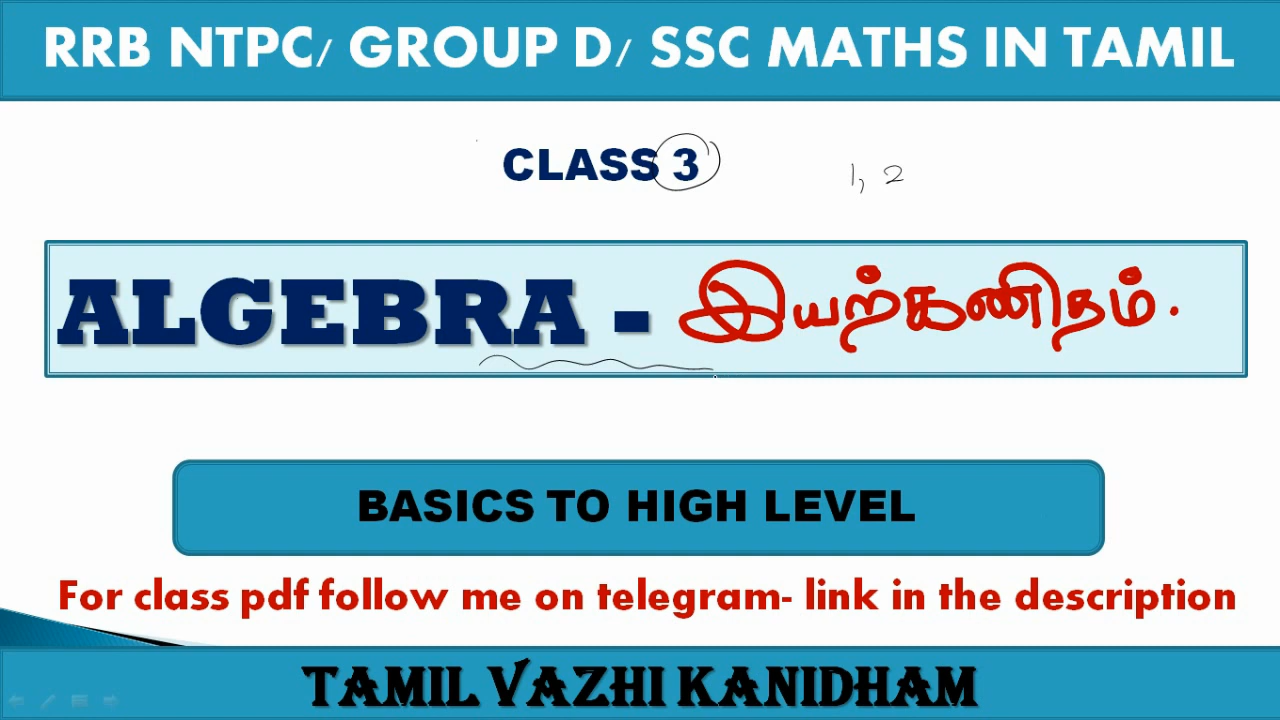 RRB NTPC/ GROUP D/ SSC MATHS IN TAMIL
CLASS 3
1, 2
ALGEBRA - இயற்கணிதம்.
BASICS TO HIGH LEVEL
For class pdf follow me on telegram- link in the description
TAMIL VAZHI KANIDHAM